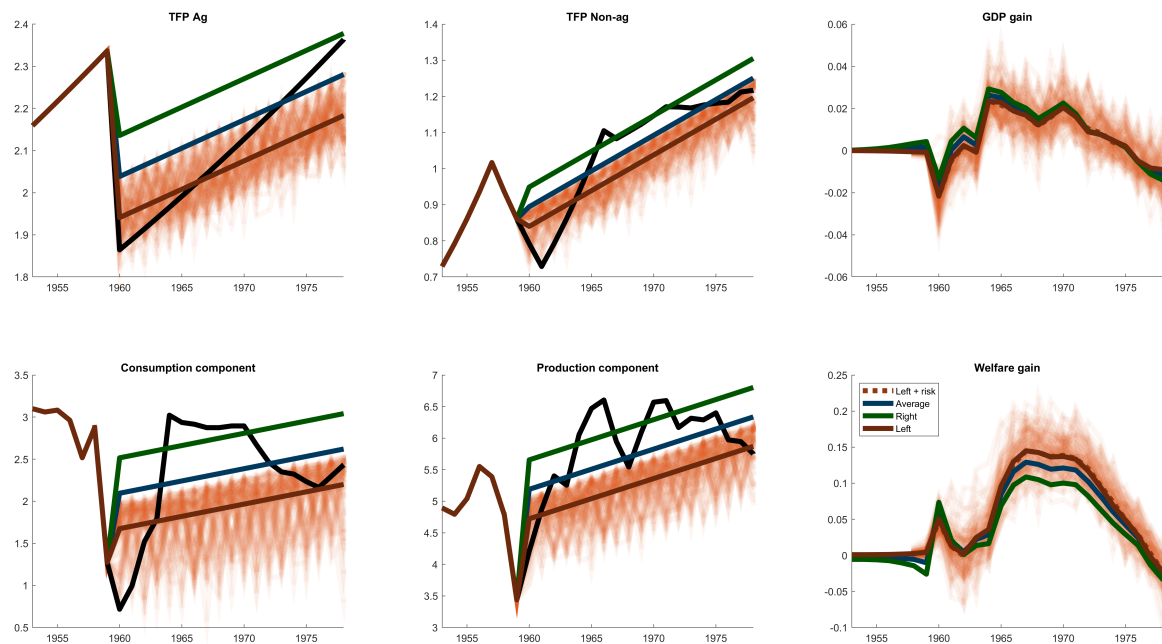 TFP Ag
2.4
2.3
2.2
2.1
2
1.9
1.8
1955 1960 1965 1970 1975
TFP Non-ag
1.4
1.3
1.2
1.1
1
0.9
0.8
0.7
1955 1960 1965 1970 1975
GDP gain
0.06
0.04
0.02
0
-0.02
-0.04
-0.06
1955 1960 1965 1970 1975
Consumption component
3.5
3
2.5
2
1.5
1
0.5
1955 1960 1965 1970 1975
Production component
7
6.5
6
5.5
5
4.5
4
3.5
3
1955 1960 1965 1970 1975
Welfare gain
0.25
0.2
0.15
0.1
0.05
0
-0.05
-0.1
Left + risk
Average
Right
Left
1955 1960 1965 1970 1975